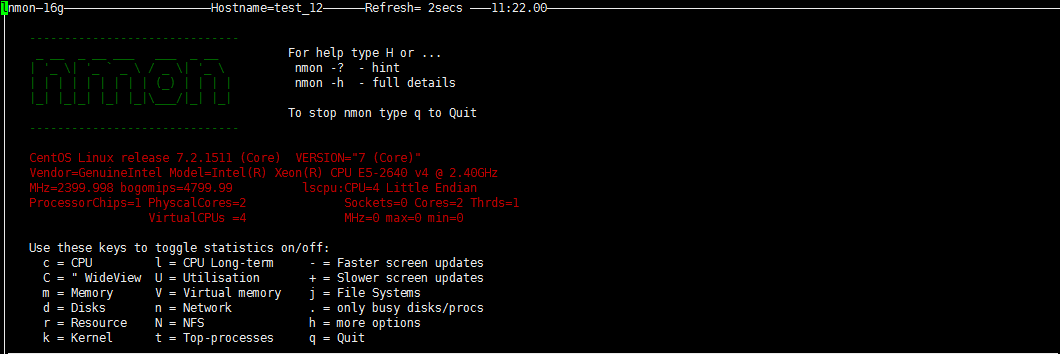 nmon-16g Hostname=test_12 Refresh= 2secs 11:22.00
nmon
For help type H or ...
nmon -? - hint
nmon -h - full details
To stop nmon type q to Quit
CentOS Linux release 7.2.1511 (Core) VERSION="7 (Core)"
Vendor=GenuineIntel Model=Intel(R) Xeon(R) CPU E5-2640 v4 @ 2.40GHz
MHz=2399.998 bogomips=4799.99 lscpu:CPU=4 Little Endian
ProcessorChips=1 PhyscalCores=2 Sockets=0 Cores=2 Thrds=1
VirtualCPUs =4 MHz=0 max=0 min=0
Use these keys to toggle statistics on/off:
c = CPU l = CPU Long-term - = Faster screen updates
C = " WideView U = Utilisation + = Slower screen updates
m = Memory V = Virtual memory j = File Systems
d = Disks n = Network . = only busy disks/procs
r = Resource N = NFS h = more options
k = Kernel t = Top-processes q = Quit